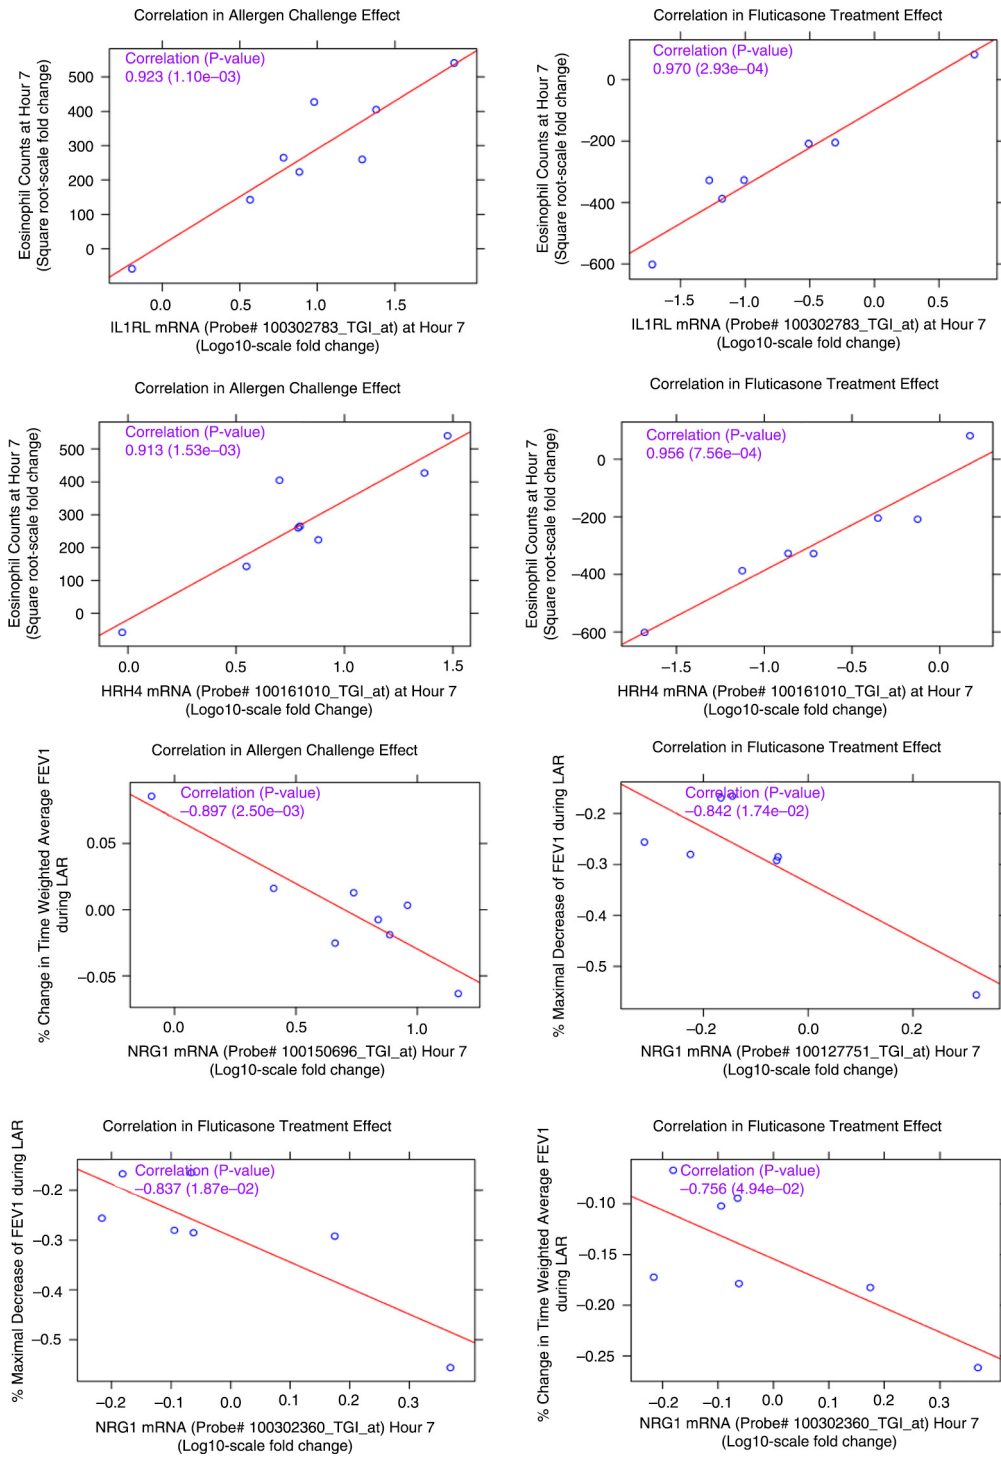 Correlation in Allergen Challenge Effect
Eosinophil Counts at Hour 7
(Square root-scale fold change)
500
400
300
200
100
0
Correlation (P-value)
0.923 (1.10e–03)
0.0 0.5 1.0 1.5
IL1RL mRNA (Probe# 100302783_TGI_at) at Hour 7
(Logo10-scale fold change)
Correlation in Fluticasone Treatment Effect
Eosinophil Counts at Hour 7
(Square root-scale fold change)
0
–200
–400
–600
Correlation (P-value)
0.970 (2.93e–04)
–1.5 –1.0 –0.5 0.0 0.5
IL1RL mRNA (Probe# 100302783_TGI_at) at Hour 7
(Logo10-scale fold change)
Correlation in Allergen Challenge Effect
Eosinophil Counts at Hour 7
(Square root-scale fold change)
500
400
300
200
100
0
Correlation (P-value)
0.913 (1.53e–03)
0.0 0.5 1.0 1.5
HRH4 mRNA (Probe# 100161010_TGI_at) at Hour 7
(Logo10-scale fold Change)
Correlation in Fluticasone Treatment Effect
Eosinophil Counts at Hour 7
(Square root-scale fold change)
0
–200
–400
–600
Correlation (P-value)
0.956 (7.56e–04)
–1.5 –1.0 –0.5 0.0
HRH4 mRNA (Probe# 100161010_TGI_at) at Hour 7
(Logo10-scale fold change)
Correlation in Allergen Challenge Effect
% Change in Time Weighted Average FEV1
during LAR
0.05
0.00
–0.05
Correlation (P-value)
–0.897 (2.50e–03)
0.0 0.5 1.0
NRG1 mRNA (Probe# 100150696_TGI_at) Hour 7
(Log10-scale fold change)
Correlation in Fluticasone Treatment Effect
% Maximal Decrease of FEV1 during LAR
–0.2
–0.3
–0.4
–0.5
Correlation (P-value)
–0.842 (1.74e–02)
–0.2 0.0 0.2
NRG1 mRNA (Probe# 100127751_TGI_at) Hour 7
(Log10-scale fold change)
Correlation in Fluticasone Treatment Effect
% Maximal Decrease of FEV1 during LAR
–0.2
–0.3
–0.4
–0.5
Correlation (P-value)
–0.837 (1.87e–02)
–0.2 –0.1 0.0 0.1 0.2 0.3
NRG1 mRNA (Probe# 100302360_TGI_at) Hour 7
(Log10-scale fold change)
Correlation in Fluticasone Treatment Effect
% Change in Time Weighted Average FEV1
during LAR
–0.10
–0.15
–0.20
–0.25
Correlation (P-value)
–0.756 (4.94e–02)
–0.2 –0.1 0.0 0.1 0.2 0.3
NRG1 mRNA (Probe# 100302360_TGI_at) Hour 7
(Log10-scale fold change)